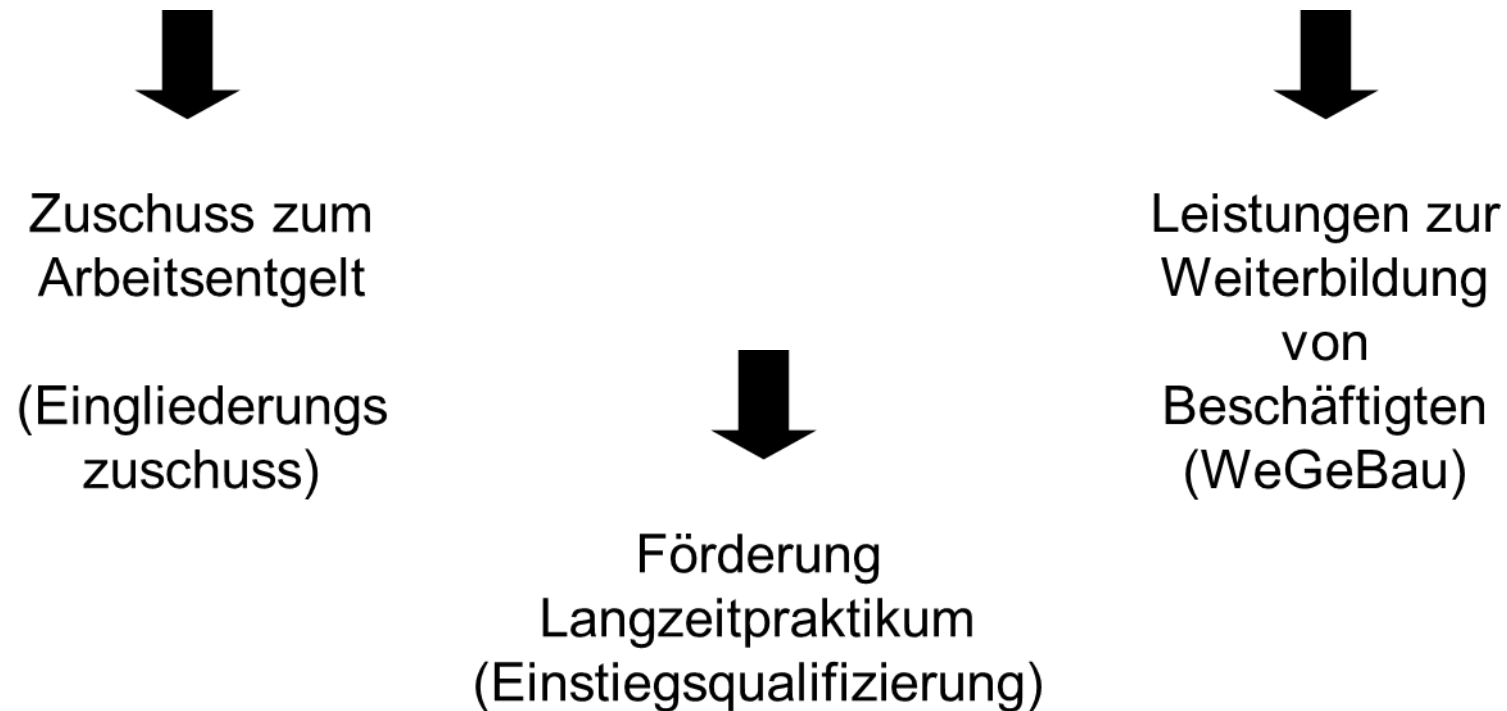 Zuschuss zum
Arbeitsentgelt
(Eingliederungs
zuschuss)
Förderung
Langzeitpraktikum
(Einstiegsqualifizierung)
Leistungen zur
Weiterbildung
von
Beschäftigten
(WeGeBau)